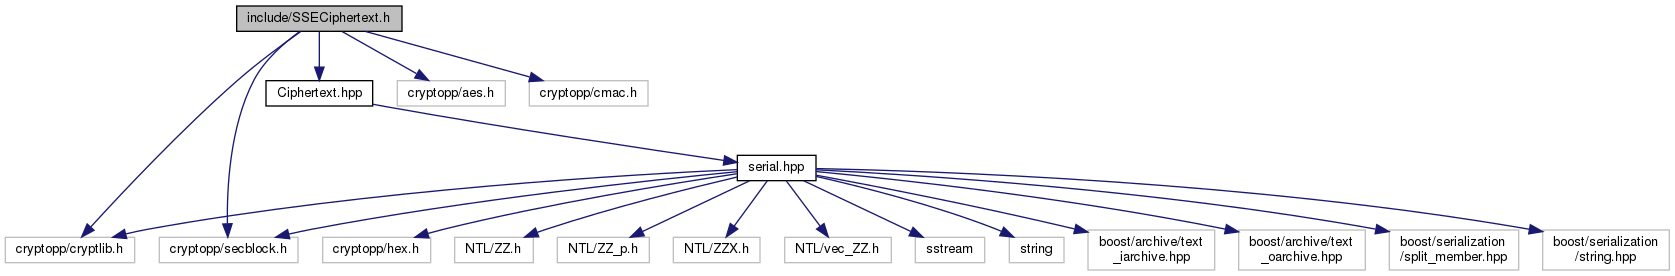 include/SSECiphertext.h
Ciphertext.hpp
cryptopp/aes.h
cryptopp/cmac.h
serial.hpp
cryptopp/cryptlib.h
cryptopp/secblock.h
cryptopp/hex.h
NTL/ZZ.h
NTL/ZZ_p.h
NTL/ZZX.h
NTL/vec_ZZ.h
sstream
string
boost/archive/text
_iarchive.hpp
boost/archive/text
_oarchive.hpp
boost/serialization
/split_member.hpp
boost/serialization
/string.hpp